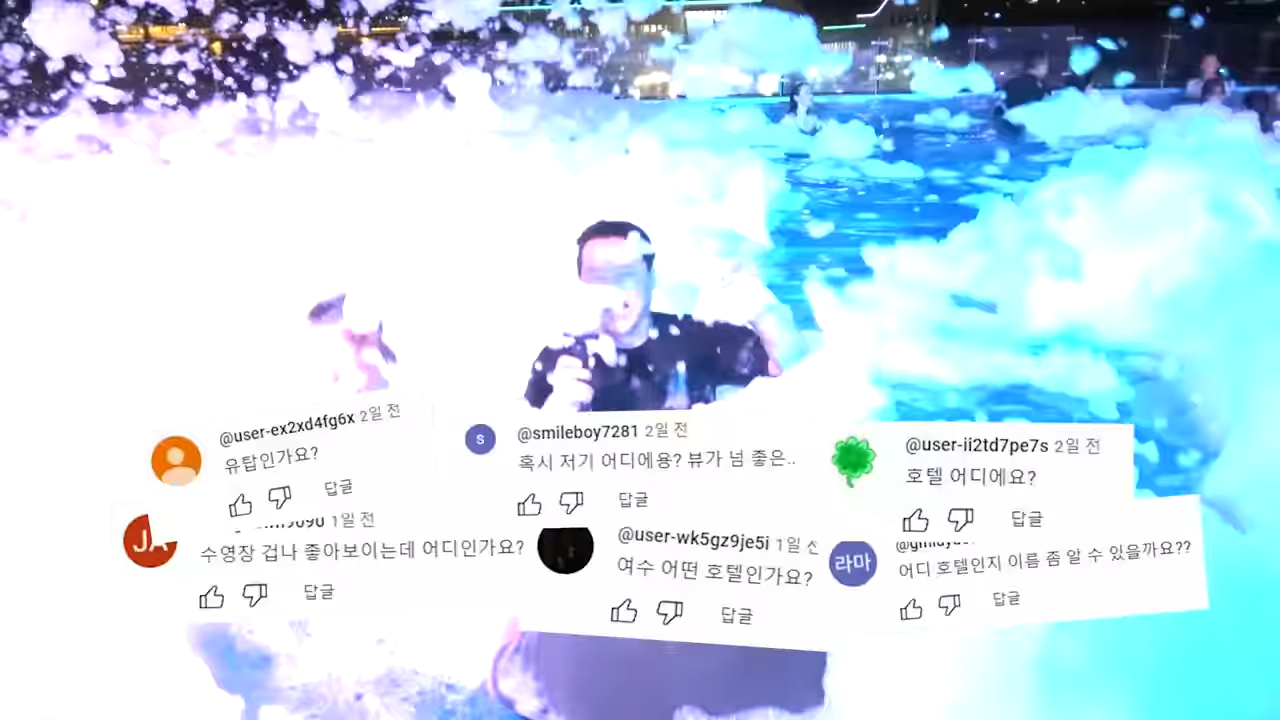 @user-ex2xd4fg6x 2일 전
유탑인가요?
답글
@smileboy7281 2일 전
혹시 저기 어디에용? 뷰가 넘 좋은..
답글
@user-ii2td7pe7s 2일 전
호텔 어디에요?
답글
JA
1일 전
수영장 겁나 좋아보이는데 어디인가요?
답글
@user-wk5gz9je5i 1일 전
여수 어떤 호텔인가요?
답글
라마
어디 호텔인지 이름 좀 알 수 있을까요??
답글
S